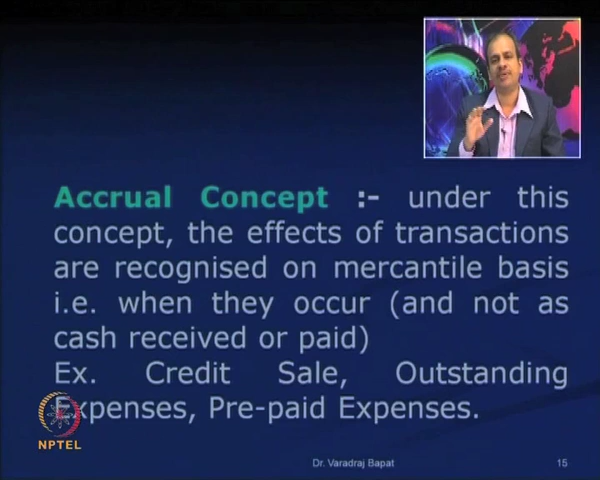 Accrual Concept :- under this
concept, the effects of transactions
are recognised on mercantile basis
i.e. when they occur (and not as
cash received or paid)
Ex. Credit Sale, Outstanding
Expenses, Pre-paid Expenses.
NPTEL
Dr. Varadraj Bapat
15